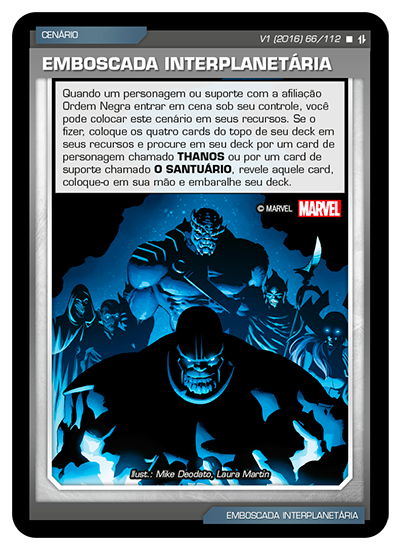 CENÁRIO
V1 (2016) 66/112
EMBOSCADA INTERPLANETÁRIA
Quando um personagem ou suporte com a afiliação
Ordem Negra entrar em cena sob seu controle, você
pode colocar este cenário em seus recursos. Se o
fizer, coloque os quatro cards do topo de seu deck em
seus recursos e procure em seu deck por um card de
personagem chamado THANOS ou por um card de
suporte chamado O SANTUÁRIO, revele aquele card,
coloque-o em sua mão e embaralhe seu deck.
© MARVEL MARVEL
Ilust.: Mike Deodato, Laura Martin
EMBOSCADA INTERPLANETÁRIA